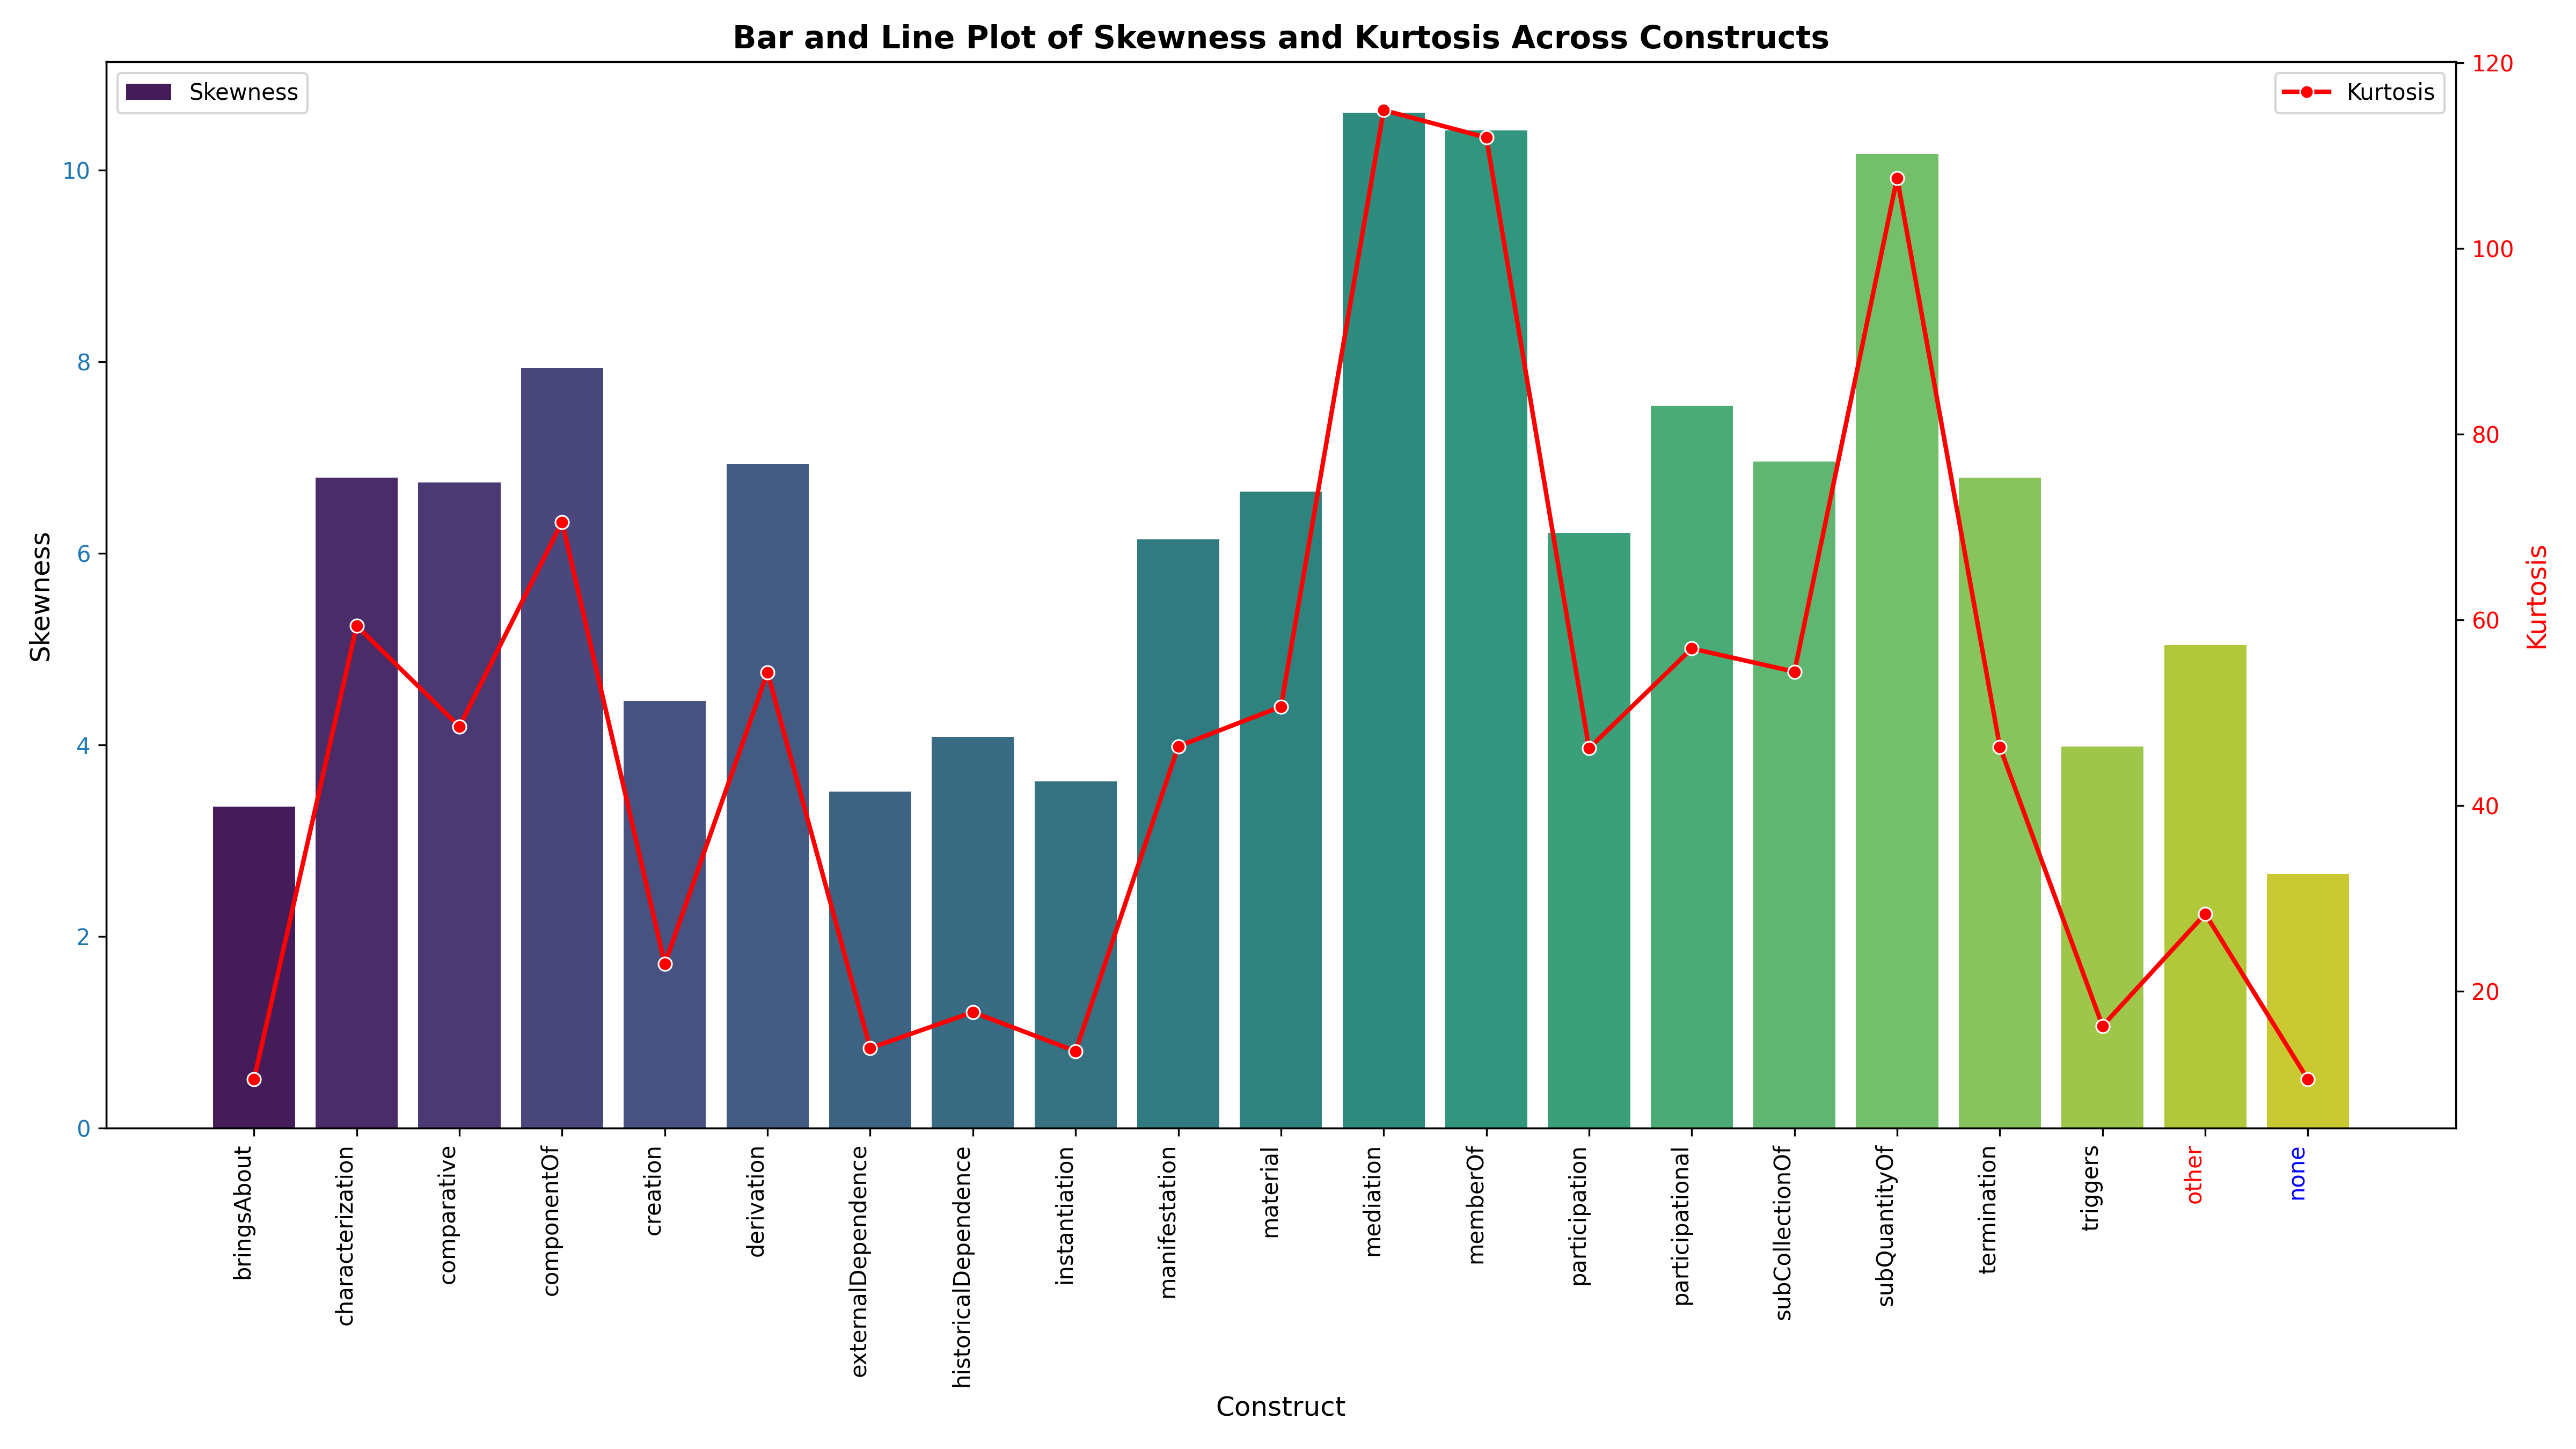 Bar and Line Plot of Skewness and Kurtosis Across Constructs
Skewness
Kurtosis
10
8
6
4
2
0
Skewness
120
100
80
60
40
20
Kurtosis
bringsAbout
characterization
comparative
componentOf
creation
derivation
externalDependence
historicalDependence
instantiation
manifestation
material
mediation
memberOf
participation
participational
subCollectionOf
subQuantityOf
termination
triggers
other
none
Construct